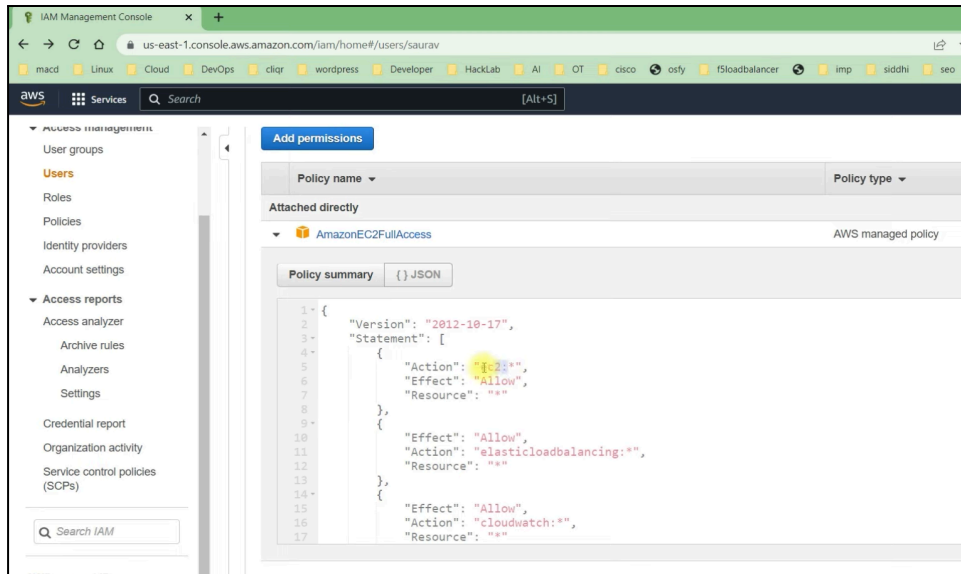 IAM Management Console
us-east-1.console.aws.amazon.com/iam/home#/users/saurav
macd Linux Cloud DevOps cliqr wordpress Developer HackLab AI OT cisco osfy f5loadbalancer imp siddhi seo
aws Services Search [Alt+S]
Access management
User groups
Users
Roles
Policies
Identity providers
Account settings
Access reports
Access analyzer
Archive rules
Analyzers
Settings
Credential report
Organization activity
Service control policies
(SCPs)
Search IAM
Add permissions
Policy name Policy type
Attached directly
AmazonEC2FullAccess AWS managed policy
Policy summary { } JSON
1 {
2 "Version": "2012-10-17",
3 "Statement": [
4 {
5 "Action": "ec2:*",
6 "Effect": "Allow",
7 "Resource": "*"
8 },
9 {
10 "Effect": "Allow",
11 "Action": "elasticloadbalancing:*",
12 "Resource": "*"
13 },
14 {
15 "Effect": "Allow",
16 "Action": "cloudwatch:*",
17 "Resource": "*"